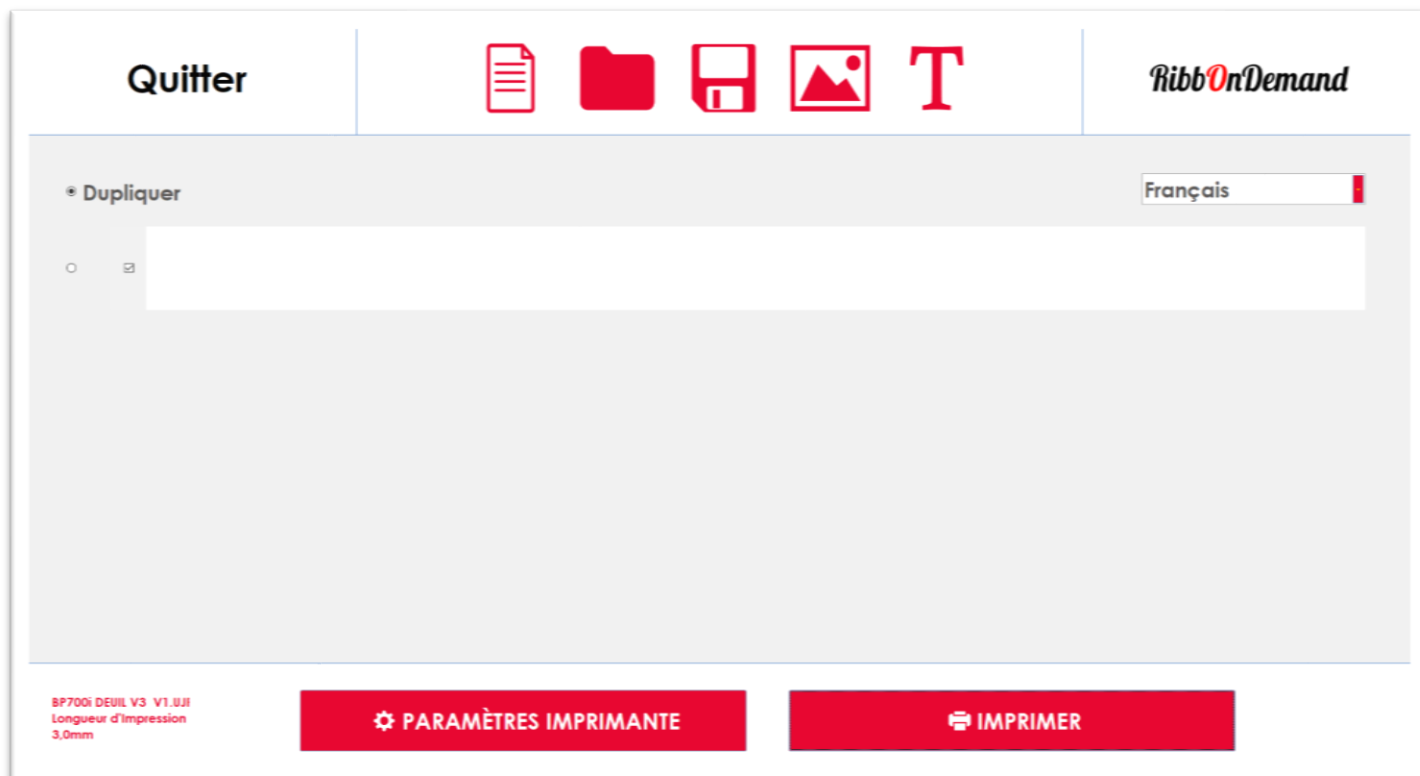 Quitter
T
RibbOnDemand
Dupliquer
Français
BP700i DEUIL V3 V1.UJI
Longueur d'Impression
3,0mm
PARAMÈTRES IMPRIMANTE
IMPRIMER